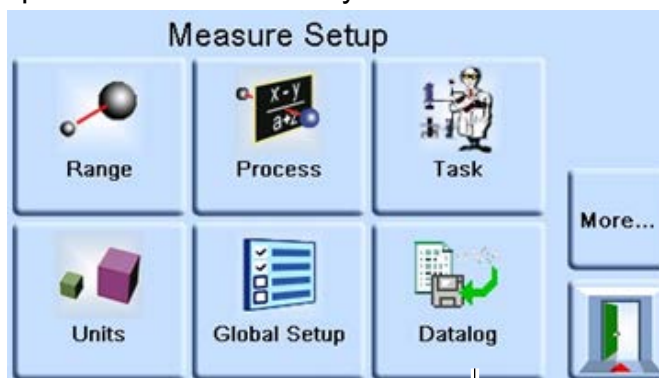 Measure Setup
Range Process Task
x-y
a+z
More...
Units Global Setup Datalog